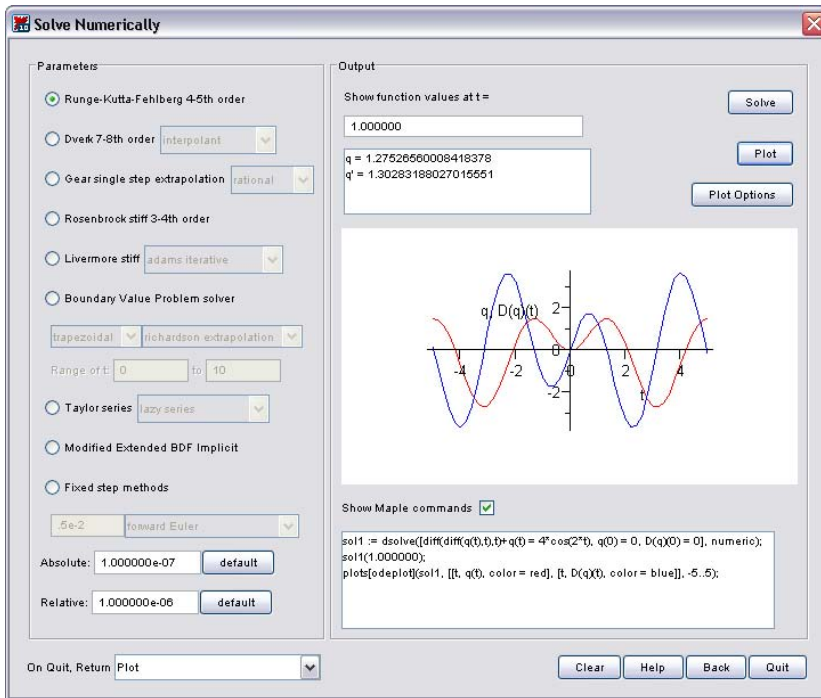 Solve Numerically
Parameters
Runge-Kutta-Fehlberg 4-5th order
Dverk 7-8th order interpolant
Gear single step extrapolation rational
Rosenbrock stiff 3-4th order
Livermore stiff adams iterative
Boundary Value Problem solver
trapezoidal richardson extrapolation
Range of t: 0 to 10
Taylor series lazy series
Modified Extended BDF Implicit
Fixed step methods
.5e-2 forward Euler
Absolute: 1.000000e-07 default
Relative: 1.000000e-06 default
On Quit, Return Plot
Output
Show function values at t =
1.000000
Solve
q = 1.27526560008418378
q' = 1.30283188027015551
Plot
Plot Options
q, D(q)(t)
2
0
-4 -2 0 2 4
-2
t
Show Maple commands
sol1 := dsolve([diff(diff(q(t),t),t)+q(t) = 4*cos(2*t), q(0) = 0, D(q)(0) = 0], numeric);
sol1(1.000000);
plots[odeplot](sol1, [[t, q(t), color = red], [t, D(q)(t), color = blue]], -5..5);
Clear Help Back Quit